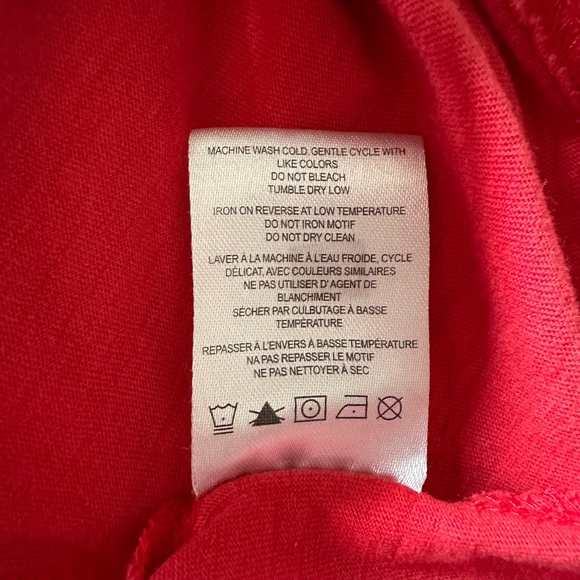 MACHINE WASH COLD, GENTLE CYCLE WITH
LIKE COLORS
DO NOT BLEACH
TUMBLE DRY LOW
IRON ON REVERSE AT LOW TEMPERATURE
DO NOT IRON MOTIF
DO NOT DRY CLEAN
LAVER À LA MACHINE À L'EAU FROIDE, CYCLE
DÉLICAT, AVEC COULEURS SIMILAIRES
NE PAS UTILISER D'AGENT DE
BLANCHIMENT
SÉCHER PAR CULBUTAGE À BASSE
TEMPÉRATURE
REPASSER À L'ENVERS À BASSE TEMPÉRATURE
NA PAS REPASSER LE MOTIF
NE PAS NETTOYER À SEC